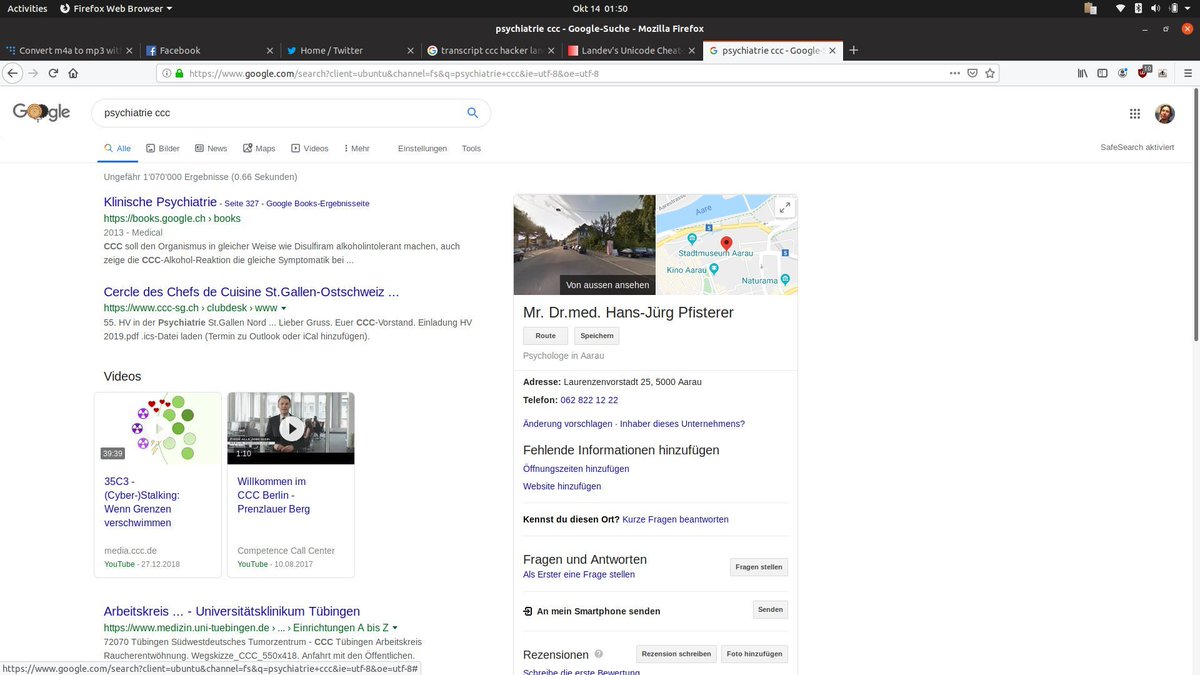 Activities
Firefox Web Browser
Okt 14 01:50
psychiatrie ccc - Google-Suche - Mozilla Firefox
Convert m4a to mp3 wit
Facebook
Home / Twitter
transcript ccc hacker lan
Landev's Unicode Cheat
psychiatrie ccc - Google-
https://www.google.com/search?client=ubuntu&channel=fs&q=psychiatrie+ccc&ie=utf-8&oe=utf-8
Google
psychiatrie ccc
Alle
Bilder
News
Maps
Videos
Mehr
Einstellungen
Tools
SafeSearch aktiviert
Ungefähr 1'070'000 Ergebnisse (0.66 Sekunden)
Klinische Psychiatrie - Seite 327 - Google Books-Ergebnisseite
https://books.google.ch › books
2013 - Medical
CCC soll den Organismus in gleicher Weise wie Disulfiram alkoholintolerant machen, auch
zeige die CCC-Alkohol-Reaktion die gleiche Symptomatik bei ...
Cercle des Chefs de Cuisine St.Gallen-Ostschweiz ...
https://www.ccc-sg.ch › clubdesk › www
55. HV in der Psychiatrie St.Gallen Nord ... Lieber Gruss. Euer CCC-Vorstand. Einladung HV
2019.pdf .ics-Datei laden (Termin zu Outlook oder iCal hinzufügen).
Videos
39:39
35C3 -
(Cyber-)Stalking:
Wenn Grenzen
verschwimmen
media.ccc.de
YouTube - 27.12.2018
1:10
Willkommen im
CCC Berlin -
Prenzlauer Berg
Competence Call Center
YouTube - 10.08.2017
Arbeitskreis ... - Universitätsklinikum Tübingen
https://www.medizin.uni-tuebingen.de › ... › Einrichtungen A bis Z
72070 Tübingen Südwestdeutsches Tumorzentrum - CCC Tübingen Arbeitskreis
Raucherentwöhnung. Wegskizze_CCC_550x418. Anfahrt mit den Öffentlichen.
https://www.google.com/search?client=ubuntu&channel=fs&q=psychiatrie+ccc&ie=utf-8&oe=utf-8#
Von aussen ansehen
Aarestrasse
Aare
Stadtmuseum Aarau
Kino Aarau
Naturama
Mr. Dr.med. Hans-Jürg Pfisterer
Route
Speichern
Psychologe in Aarau
Adresse: Laurenzenvorstadt 25, 5000 Aarau
Telefon: 062 822 12 22
Änderung vorschlagen · Inhaber dieses Unternehmens?
Fehlende Informationen hinzufügen
Öffnungszeiten hinzufügen
Website hinzufügen
Kennst du diesen Ort? Kurze Fragen beantworten
Fragen und Antworten
Als Erster eine Frage stellen
Fragen stellen
An mein Smartphone senden
Senden
Rezensionen
Rezension schreiben
Foto hinzufügen
Schreibe die erste Bewertung